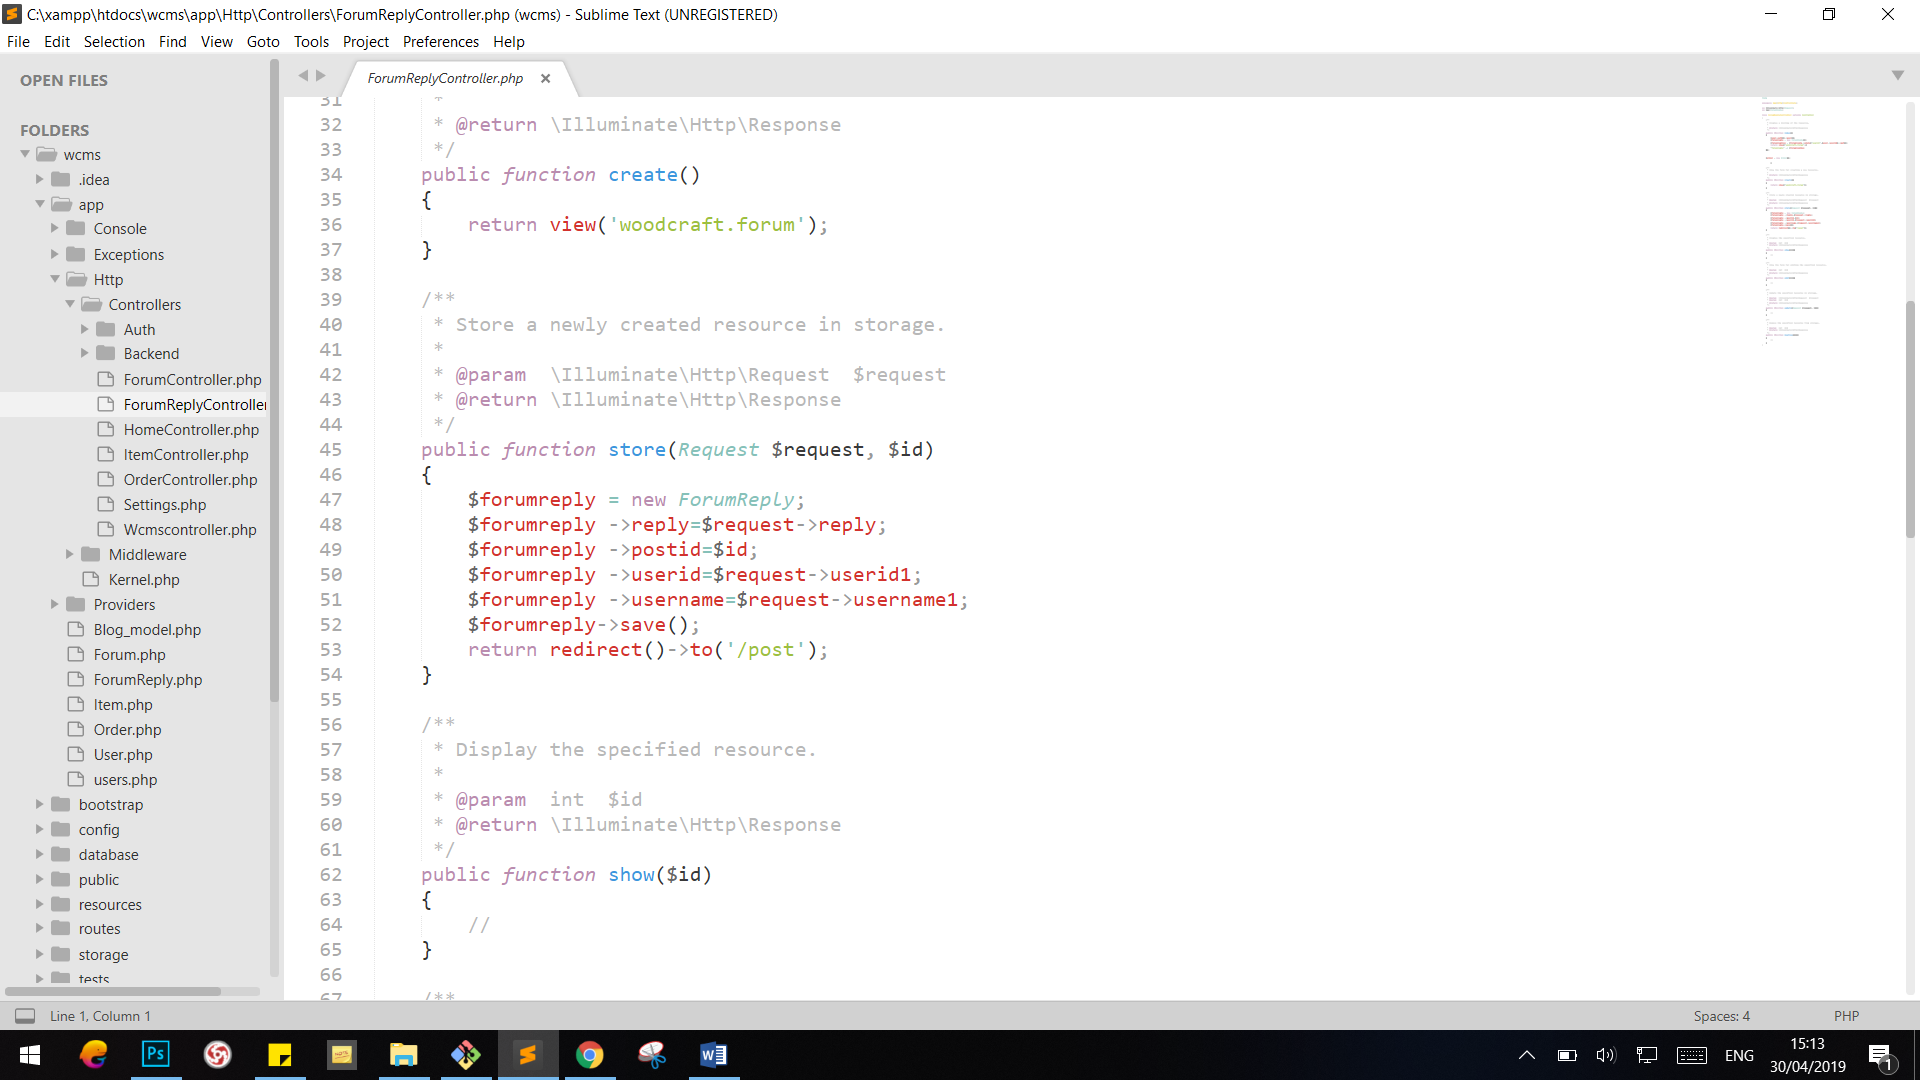 C:\xampp\htdocs\wcms\app\Http\Controllers\ForumReplyController.php (wcms) - Sublime Text (UNREGISTERED)
File Edit Selection Find View Goto Tools Project Preferences Help
OPEN FILES
FOLDERS
wcms
.idea
app
Console
Exceptions
Http
Controllers
Auth
Backend
ForumController.php
ForumReplyController
HomeController.php
ItemController.php
OrderController.php
Settings.php
Wcmscontroller.php
Middleware
Kernel.php
Providers
Blog_model.php
Forum.php
ForumReply.php
Item.php
Order.php
User.php
users.php
bootstrap
config
database
public
resources
routes
storage
tests
ForumReplyController.php ×
31 *
32 * @return \Illuminate\Http\Response
33 */
34 public function create()
35 {
36 return view('woodcraft.forum');
37 }
38
39 /**
40 * Store a newly created resource in storage.
41 *
42 * @param  \Illuminate\Http\Request  $request
43 * @return \Illuminate\Http\Response
44 */
45 public function store(Request $request, $id)
46 {
47 $forumreply = new ForumReply;
48 $forumreply ->reply=$request->reply;
49 $forumreply ->postid=$id;
50 $forumreply ->userid=$request->userid1;
51 $forumreply ->username=$request->username1;
52 $forumreply->save();
53 return redirect()->to('/post');
54 }
55
56 /**
57 * Display the specified resource.
58 *
59 * @param  int  $id
60 * @return \Illuminate\Http\Response
61 */
62 public function show($id)
63 {
64 //
65 }
66
67 /**
Line 1, Column 1
Spaces: 4
PHP
Ps
ENG
15:13
30/04/2019
1